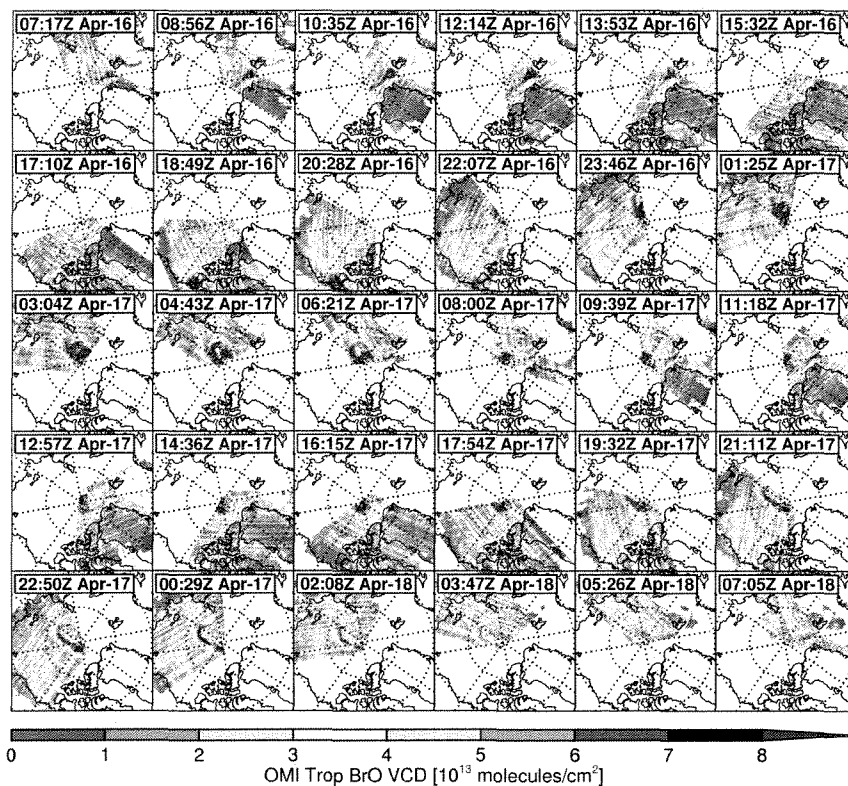 07:17Z Apr-16 08:56Z Apr-16 10:35Z Apr-16 12:14Z Apr-16 13:53Z Apr-16 15:32Z Apr-16
17:10Z Apr-16 18:49Z Apr-16 20:28Z Apr-16 22:07Z Apr-16 23:46Z Apr-16 01:25Z Apr-17
03:04Z Apr-17 04:43Z Apr-17 06:21Z Apr-17 08:00Z Apr-17 09:39Z Apr-17 11:18Z Apr-17
12:57Z Apr-17 14:36Z Apr-17 16:15Z Apr-17 17:54Z Apr-17 19:32Z Apr-17 21:11Z Apr-17
22:50Z Apr-17 00:29Z Apr-17 02:08Z Apr-18 03:47Z Apr-18 05:26Z Apr-18 07:05Z Apr-18
0 1 2 3 4 5 6 7 8
OMI Trop BrO VCD [10¹³ molecules/cm²]